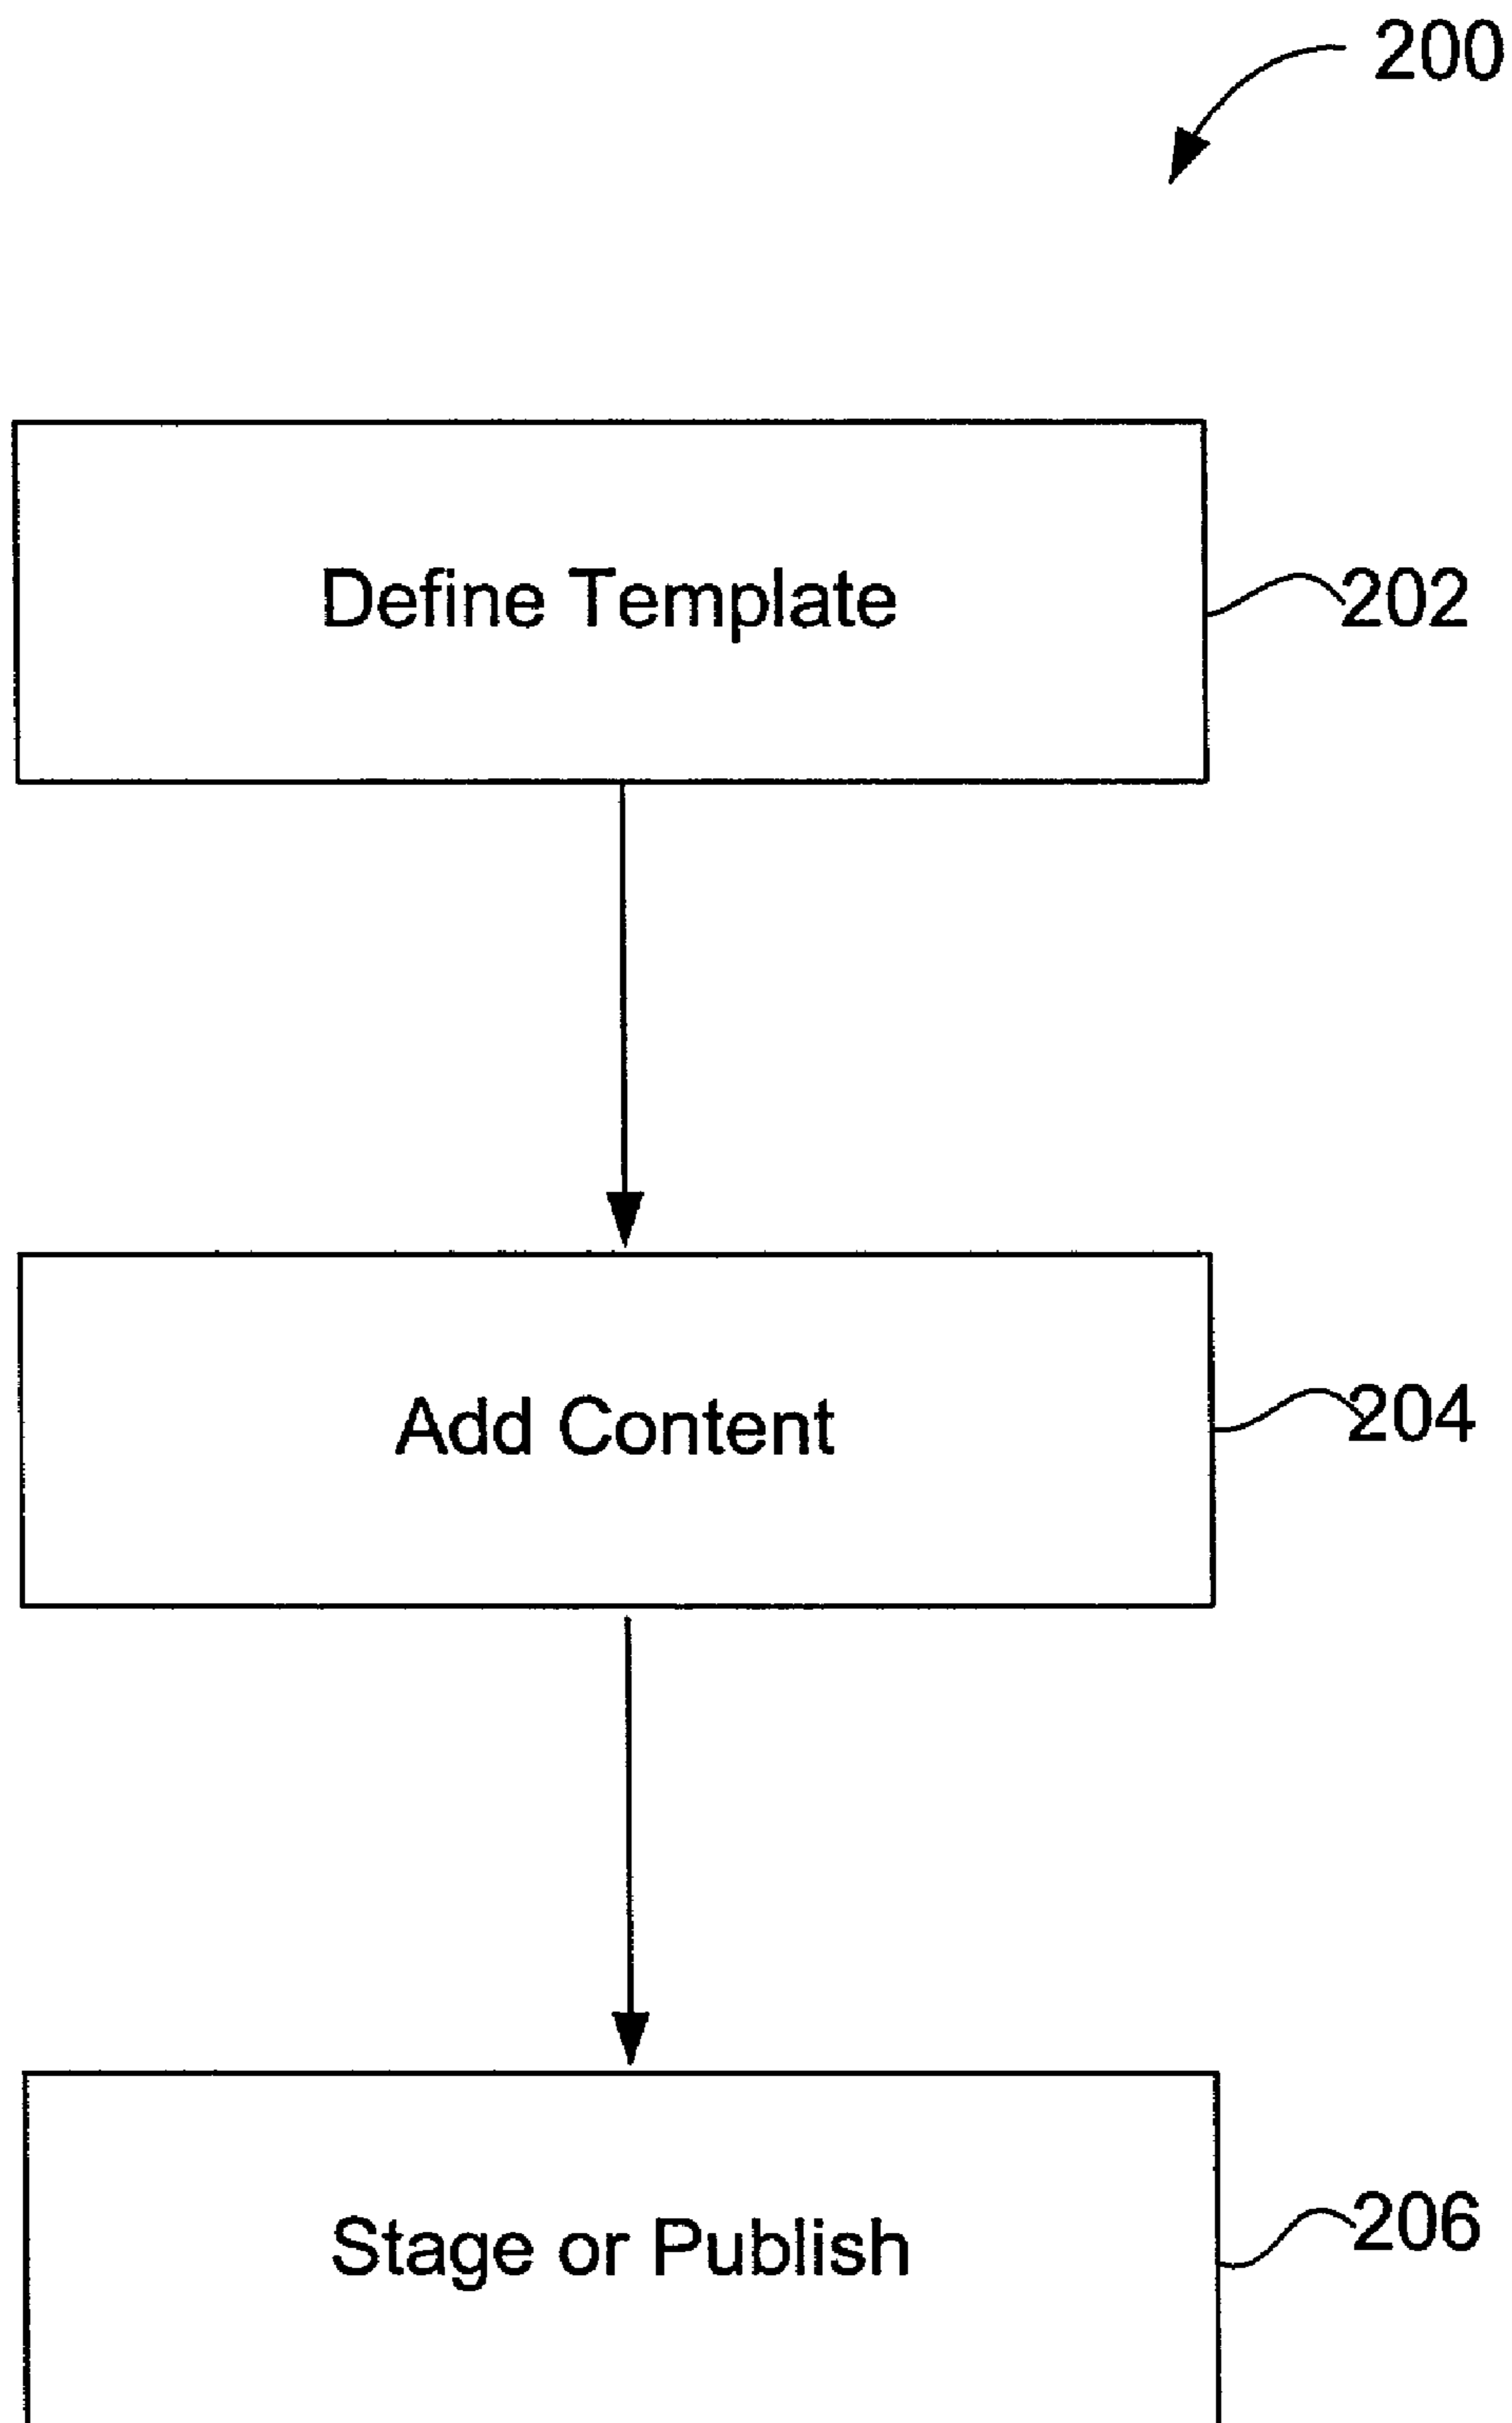 200
Define Template
202
Add Content
204
Stage or Publish
206